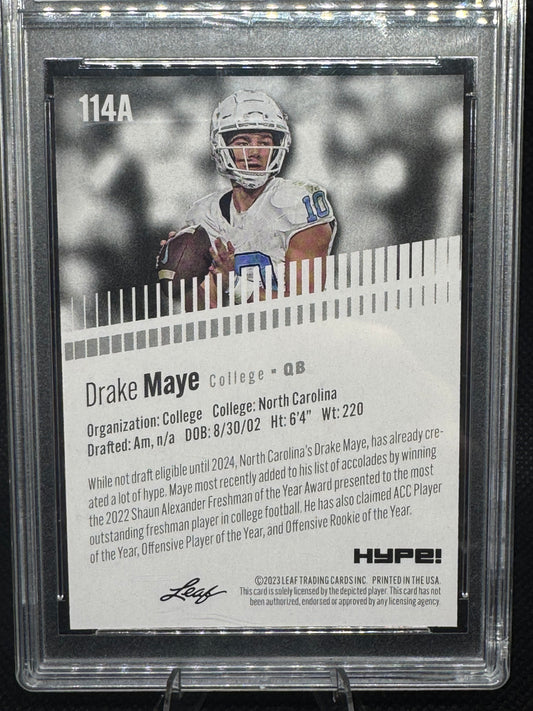 114A
10
10
Drake Maye College - QB
Organization: College College: North Carolina
Drafted: Am, n/a DOB: 8/30/02 Ht: 6'4" Wt: 220
While not draft eligible until 2024, North Carolina's Drake Maye, has already cre-
ated a lot of hype. Maye most recently added to his list of accolades by winning
the 2022 Shaun Alexander Freshman of the Year Award presented to the most
outstanding freshman player in college football. He has also claimed ACC Player
of the Year, Offensive Player of the Year, and Offensive Rookie of the Year.
HYPE!
Leaf
©2023 LEAF TRADING CARDS INC. PRINTED IN THE USA.
This card is solely licensed by the depicted player. This card has not
been authorized, endorsed or approved by any licensing agency.